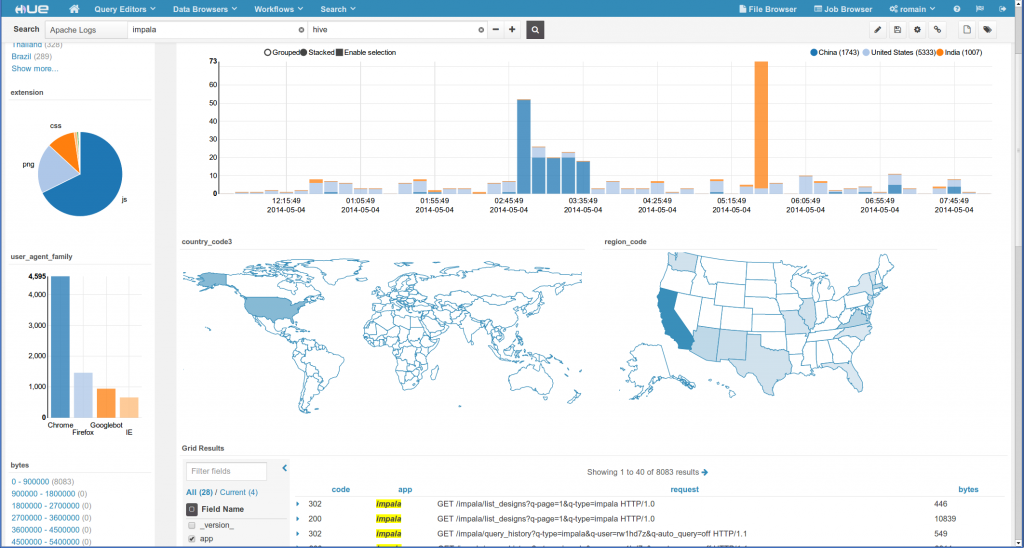 HUE Query Editors Data Browsers Workflows Search File Browser Job Browser romain
Search Apache Logs impala hive
Thailand (328)
Brazil (289)
Show more...
extension
css
png
js
user_agent_family
4,595
4,000
3,000
2,000
1,000
0
Chrome
Firefox
Googlebot
IE
bytes
0 - 900000 (8083)
900000 - 1800000 (0)
1800000 - 2700000 (0)
2700000 - 3600000 (0)
3600000 - 4500000 (0)
4500000 - 5400000 (0)
Grouped Stacked Enable selection
China (1743) United States (5333) India (1007)
73
60
50
40
30
20
10
0
12:15:49 01:05:49 01:55:49 02:45:49 03:35:49 04:25:49 05:15:49 06:05:49 06:55:49 07:45:49
2014-05-04 2014-05-04 2014-05-04 2014-05-04 2014-05-04 2014-05-04 2014-05-04 2014-05-04 2014-05-04 2014-05-04
country_code3
region_code
Grid Results
Filter fields
All (28) / Current (4)
Field Name
_version_
app
Showing 1 to 40 of 8083 results
code app request bytes
302 impala GET /impala/list_designs?q-page=1&q-type=impala HTTP/1.0 446
200 impala GET /impala/list_designs?q-page=1&q-type=impala HTTP/1.0 10839
302 impala GET /impala/query_history?q-type=impala&q-user=rw1hd7z&q-auto_query=off HTTP/1.1 549